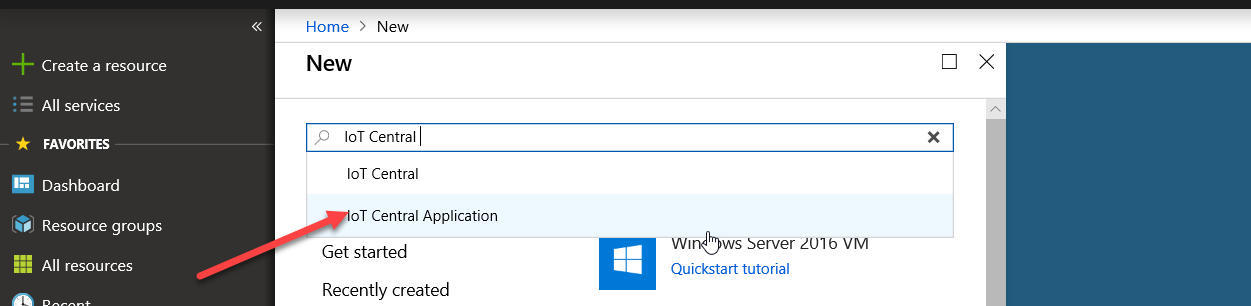 Home > New
New
Create a resource
All services
FAVORITES
Dashboard
Resource groups
All resources
Recent
IoT Central
IoT Central
IoT Central Application
Get started
Recently created
Windows Server 2016 VM
Quickstart tutorial